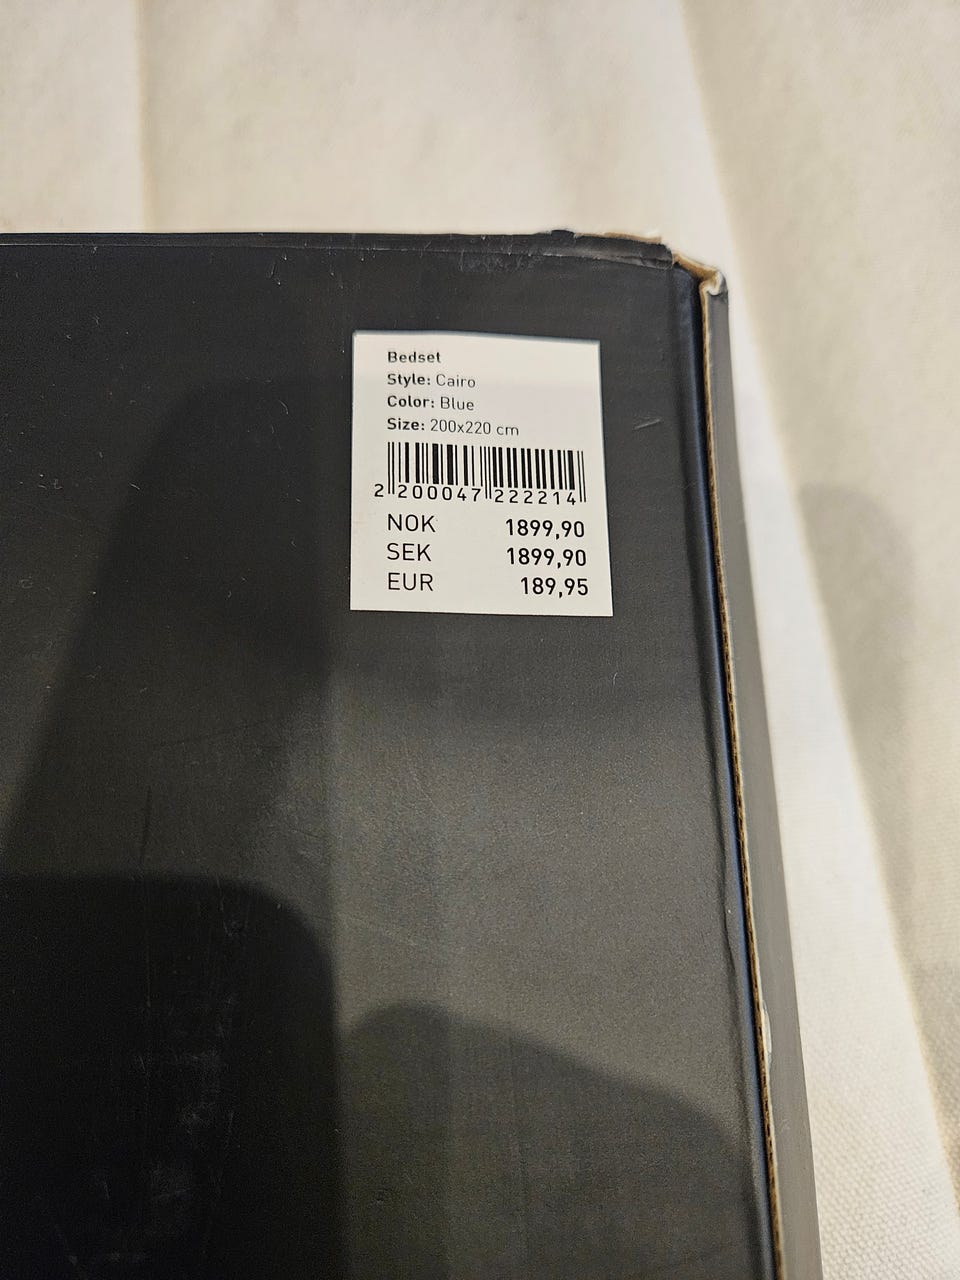 Bedset
Style: Cairo
Color: Blue
Size: 200x220 cm
2 200047 222214
NOK 1899,90
SEK 1899,90
EUR 189,95